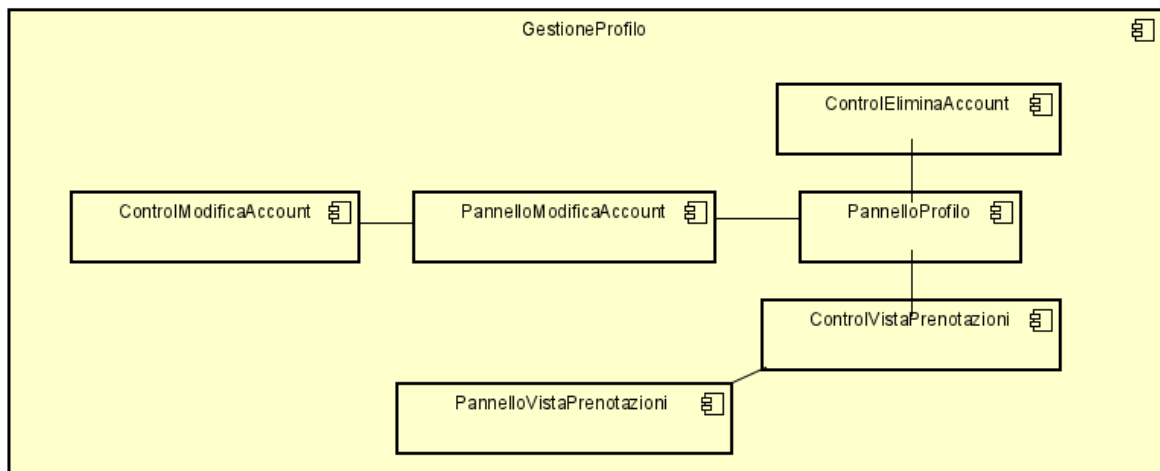 GestioneProfilo
ControlEliminaAccount
ControlModificaAccount
PannelloModificaAccount
PannelloProfilo
ControlVistaPrenotazioni
PannelloVistaPrenotazioni